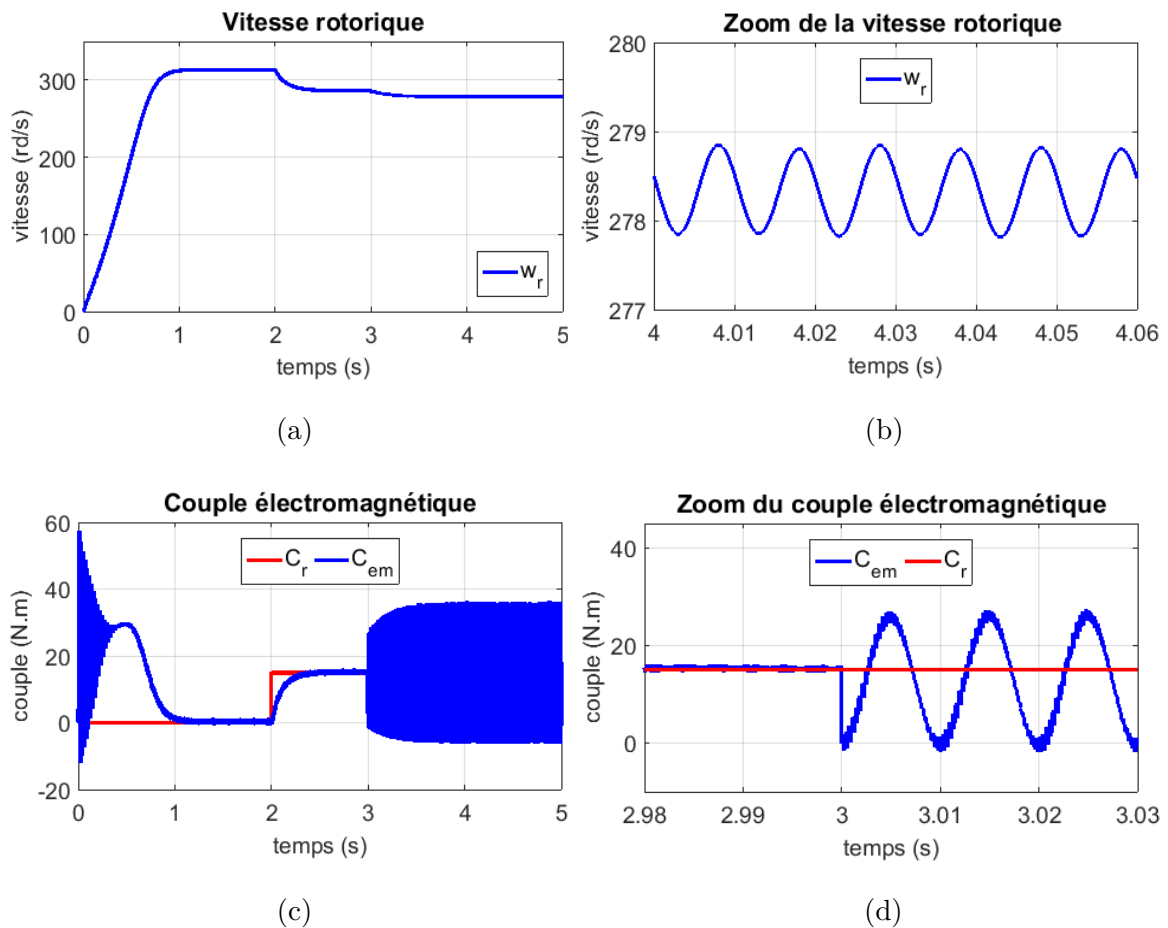 Vitesse rotorique
vitesse (rd/s)
300
200
100
0
0 1 2 3 4 5
w_r
temps (s)
(a)
Zoom de la vitesse rotorique
vitesse (rd/s)
280
279
278
277
4 4.01 4.02 4.03 4.04 4.05 4.06
w_r
temps (s)
(b)
Couple électromagnétique
couple (N.m)
60
40
20
0
-20
0 1 2 3 4 5
C_r C_em
temps (s)
(c)
Zoom du couple électromagnétique
couple (N.m)
40
20
0
2.98 2.99 3 3.01 3.02 3.03
C_em C_r
temps (s)
(d)